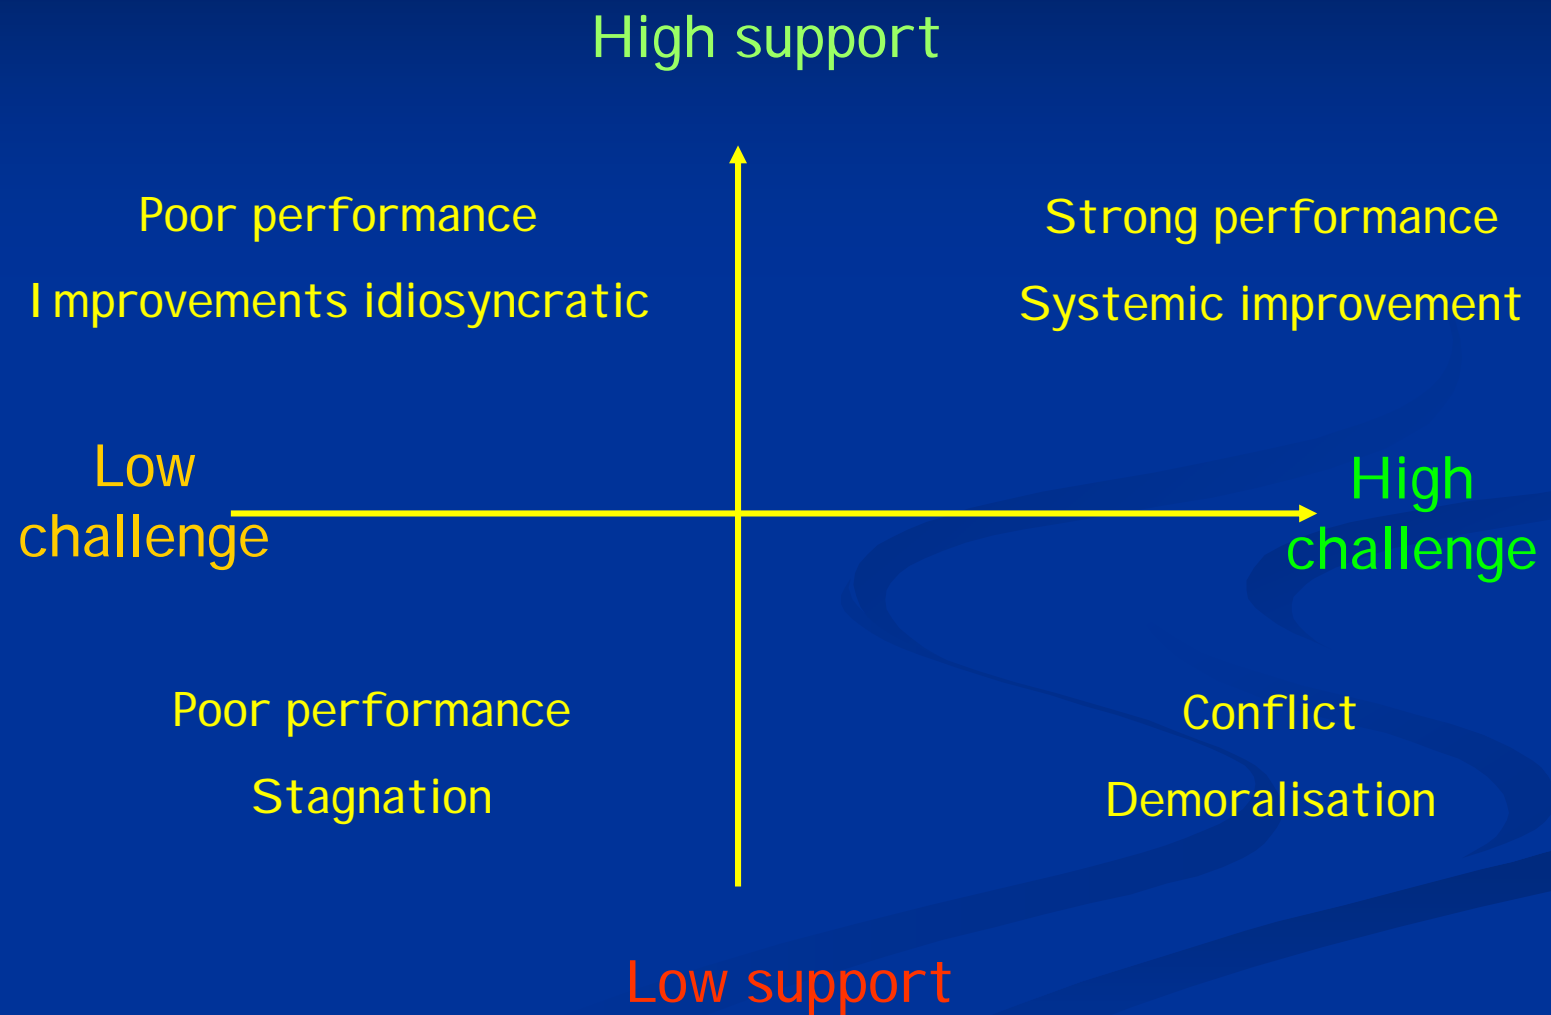 High support
Poor performance
Improvements idiosyncratic
Strong performance
Systemic improvement
Low
challenge
High
challenge
Poor performance
Stagnation
Conflict
Demoralisation
Low support